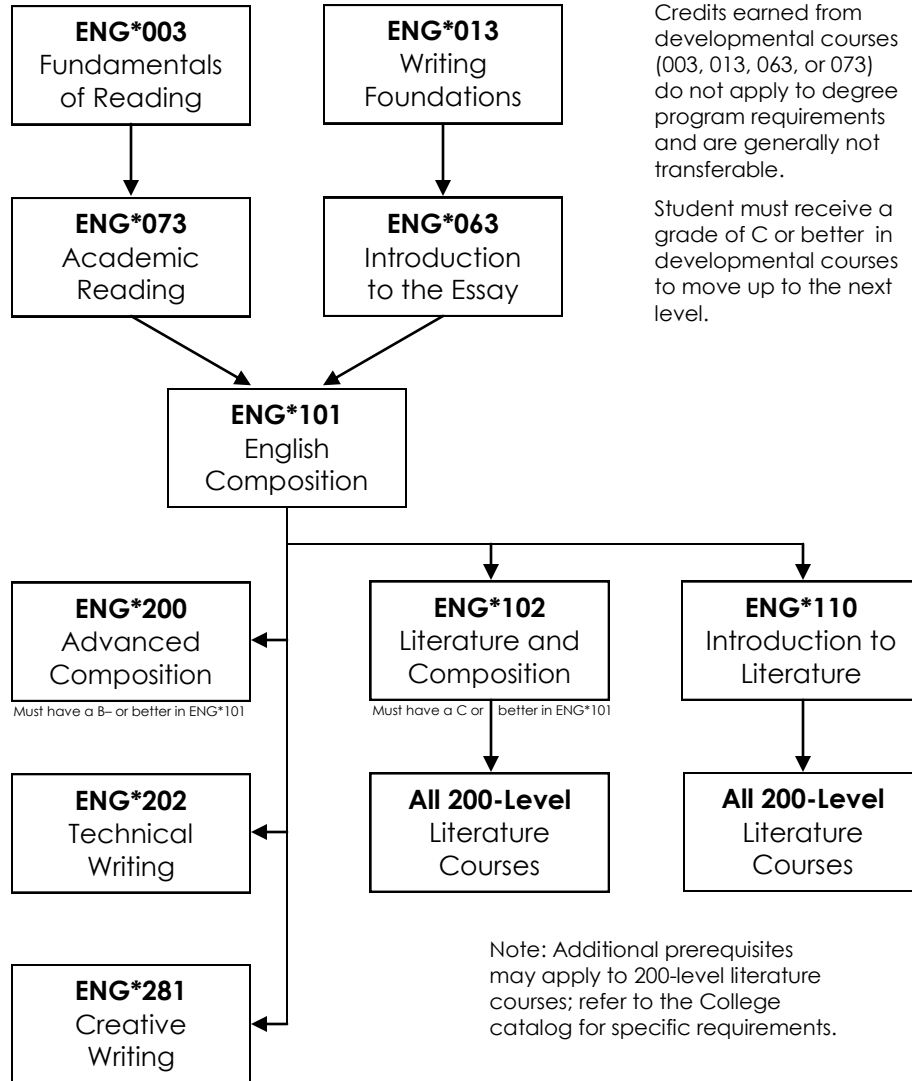 ENG*003
Fundamentals
of Reading
ENG*013
Writing
Foundations
Credits earned from
developmental courses
(003, 013, 063, or 073)
do not apply to degree
program requirements
and are generally not
transferable.
Student must receive a
grade of C or better in
developmental courses
to move up to the next
level.
ENG*073
Academic
Reading
ENG*063
Introduction
to the Essay
ENG*101
English
Composition
ENG*200
Advanced
Composition
Must have a B– or better in ENG*101
ENG*102
Literature and
Composition
Must have a C or better in ENG*101
ENG*110
Introduction to
Literature
ENG*202
Technical
Writing
All 200-Level
Literature
Courses
All 200-Level
Literature
Courses
ENG*281
Creative
Writing
Note: Additional prerequisites
may apply to 200-level literature
courses; refer to the College
catalog for specific requirements.